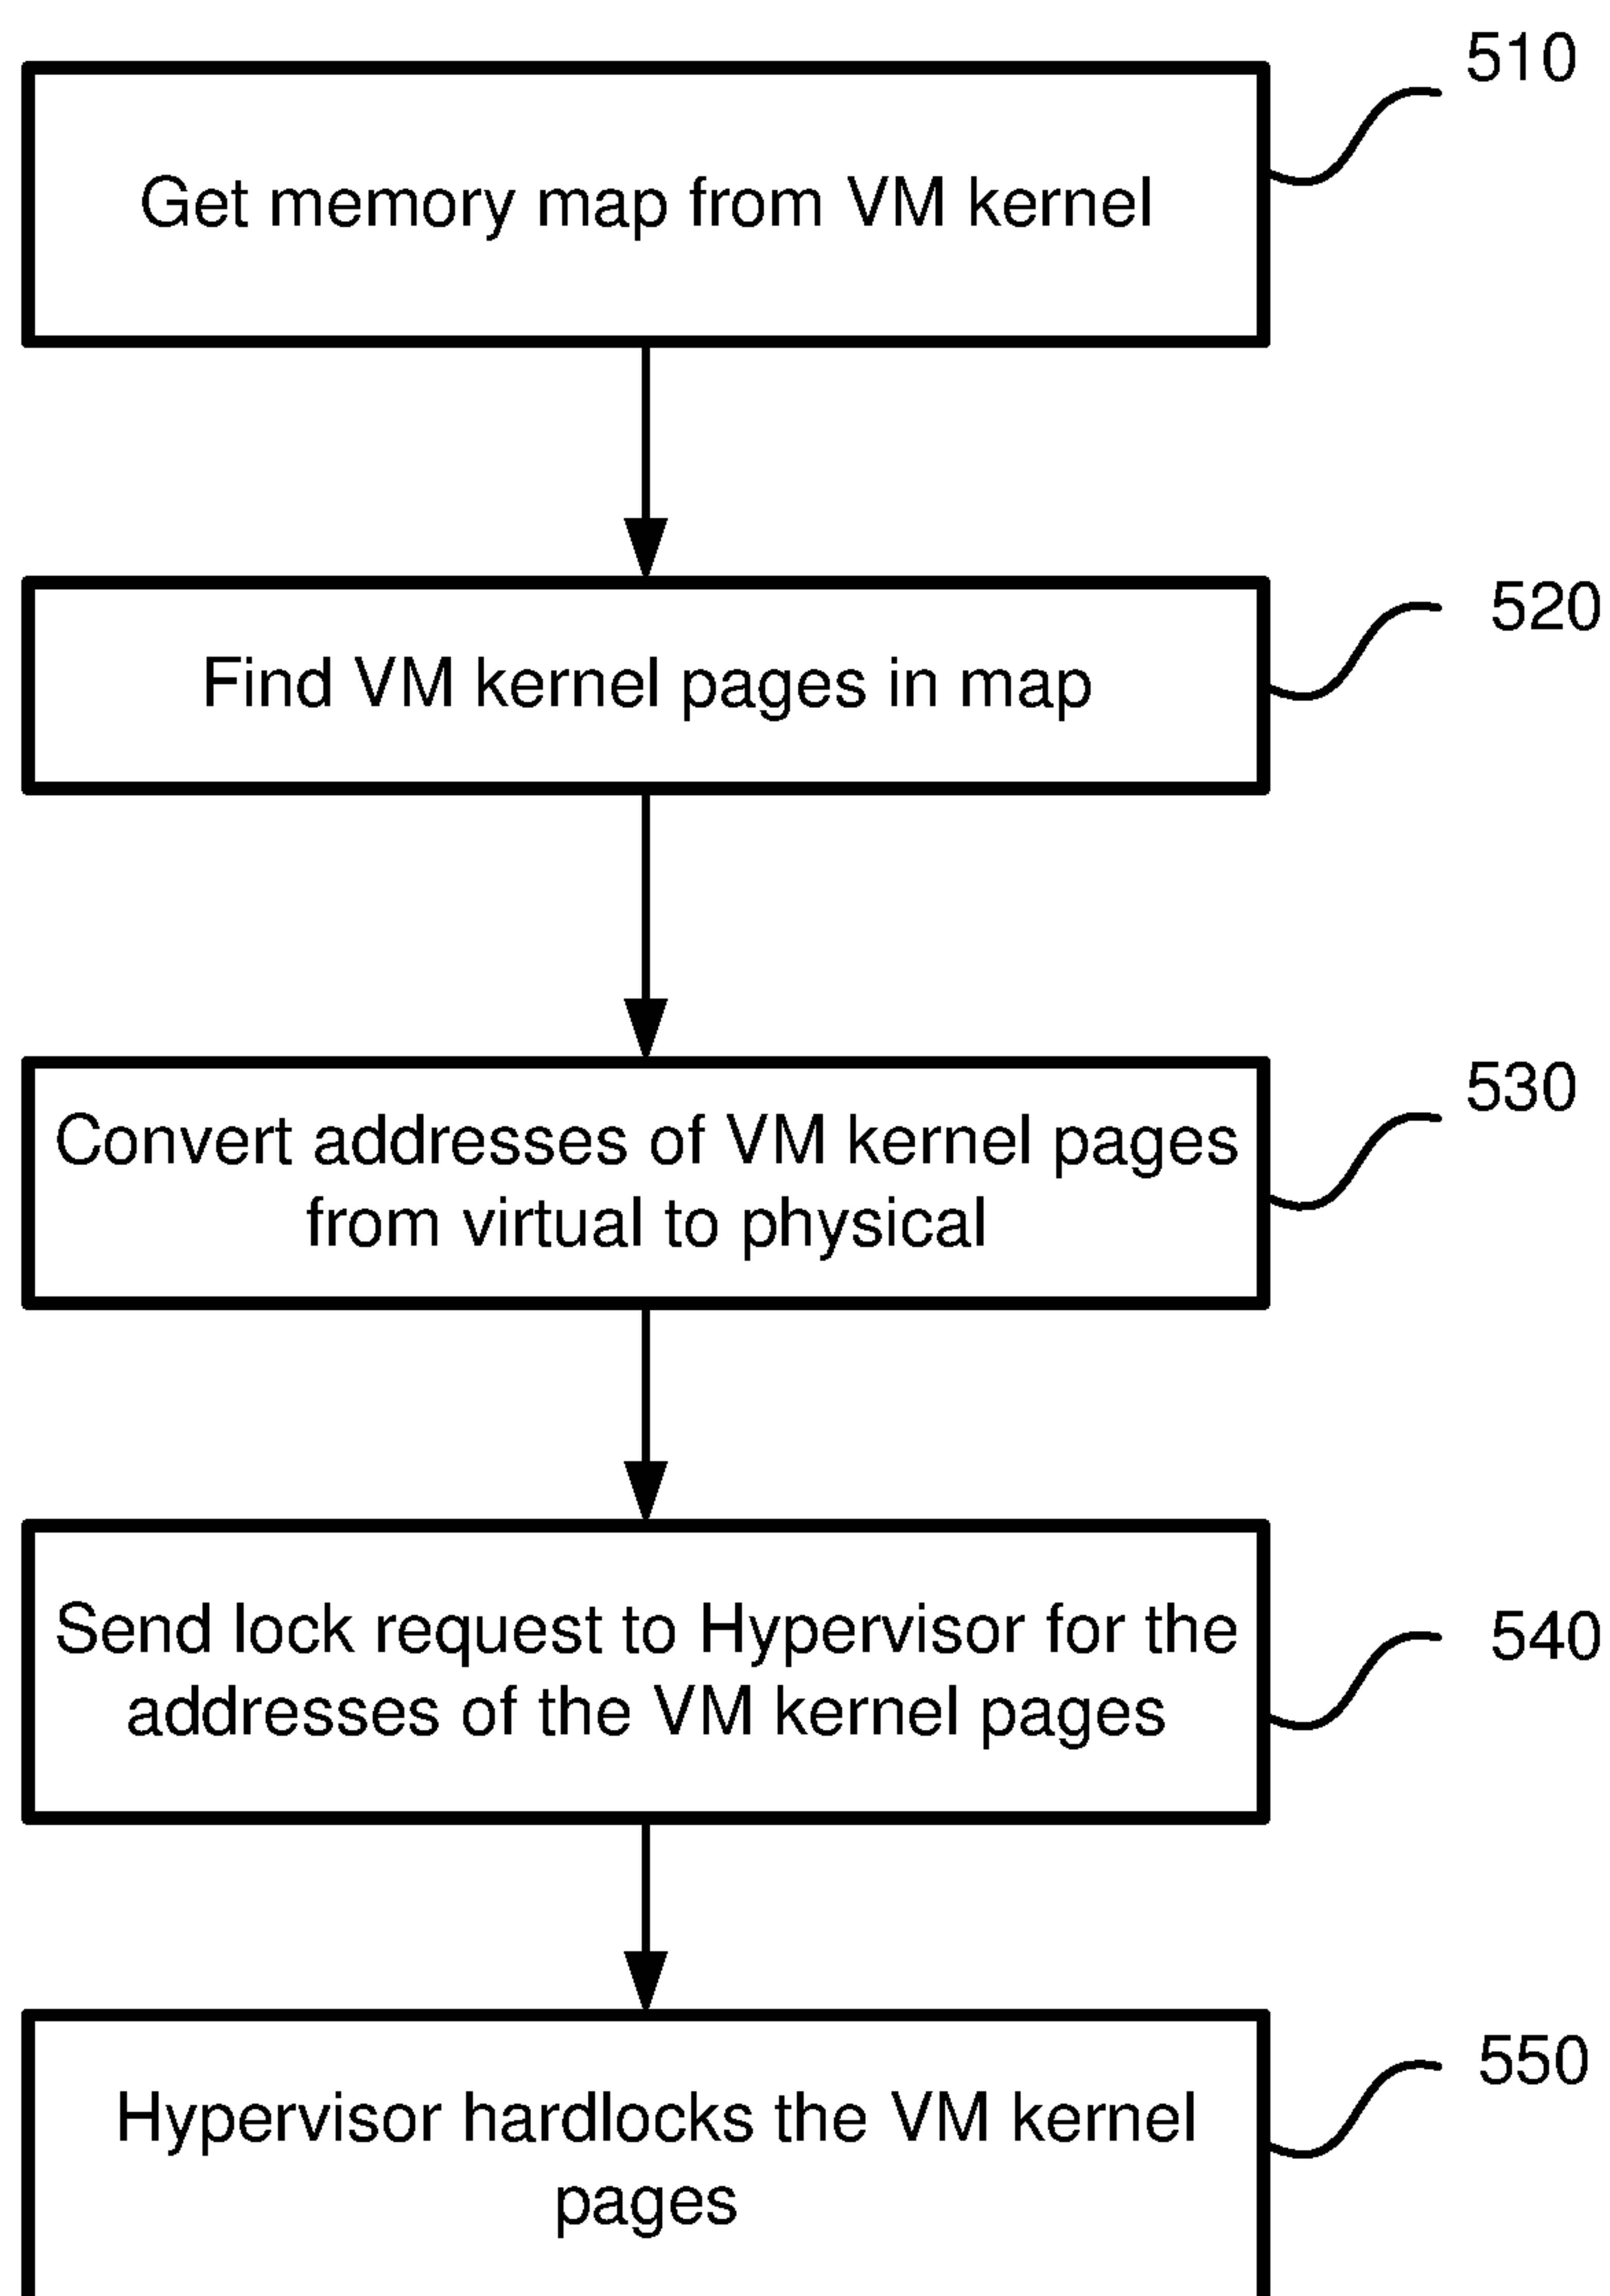 510
Get memory map from VM kernel
520
Find VM kernel pages in map
530
Convert addresses of VM kernel pages
from virtual to physical
540
Send lock request to Hypervisor for the
addresses of the VM kernel pages
550
Hypervisor hardlocks the VM kernel
pages